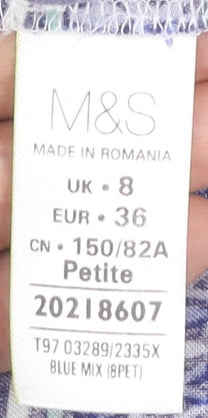 M&S
MADE IN ROMANIA
UK • 8
EUR • 36
CN • 150/82A
Petite
20218607
T97 03289/2335X
BLUE MIX (8PET)